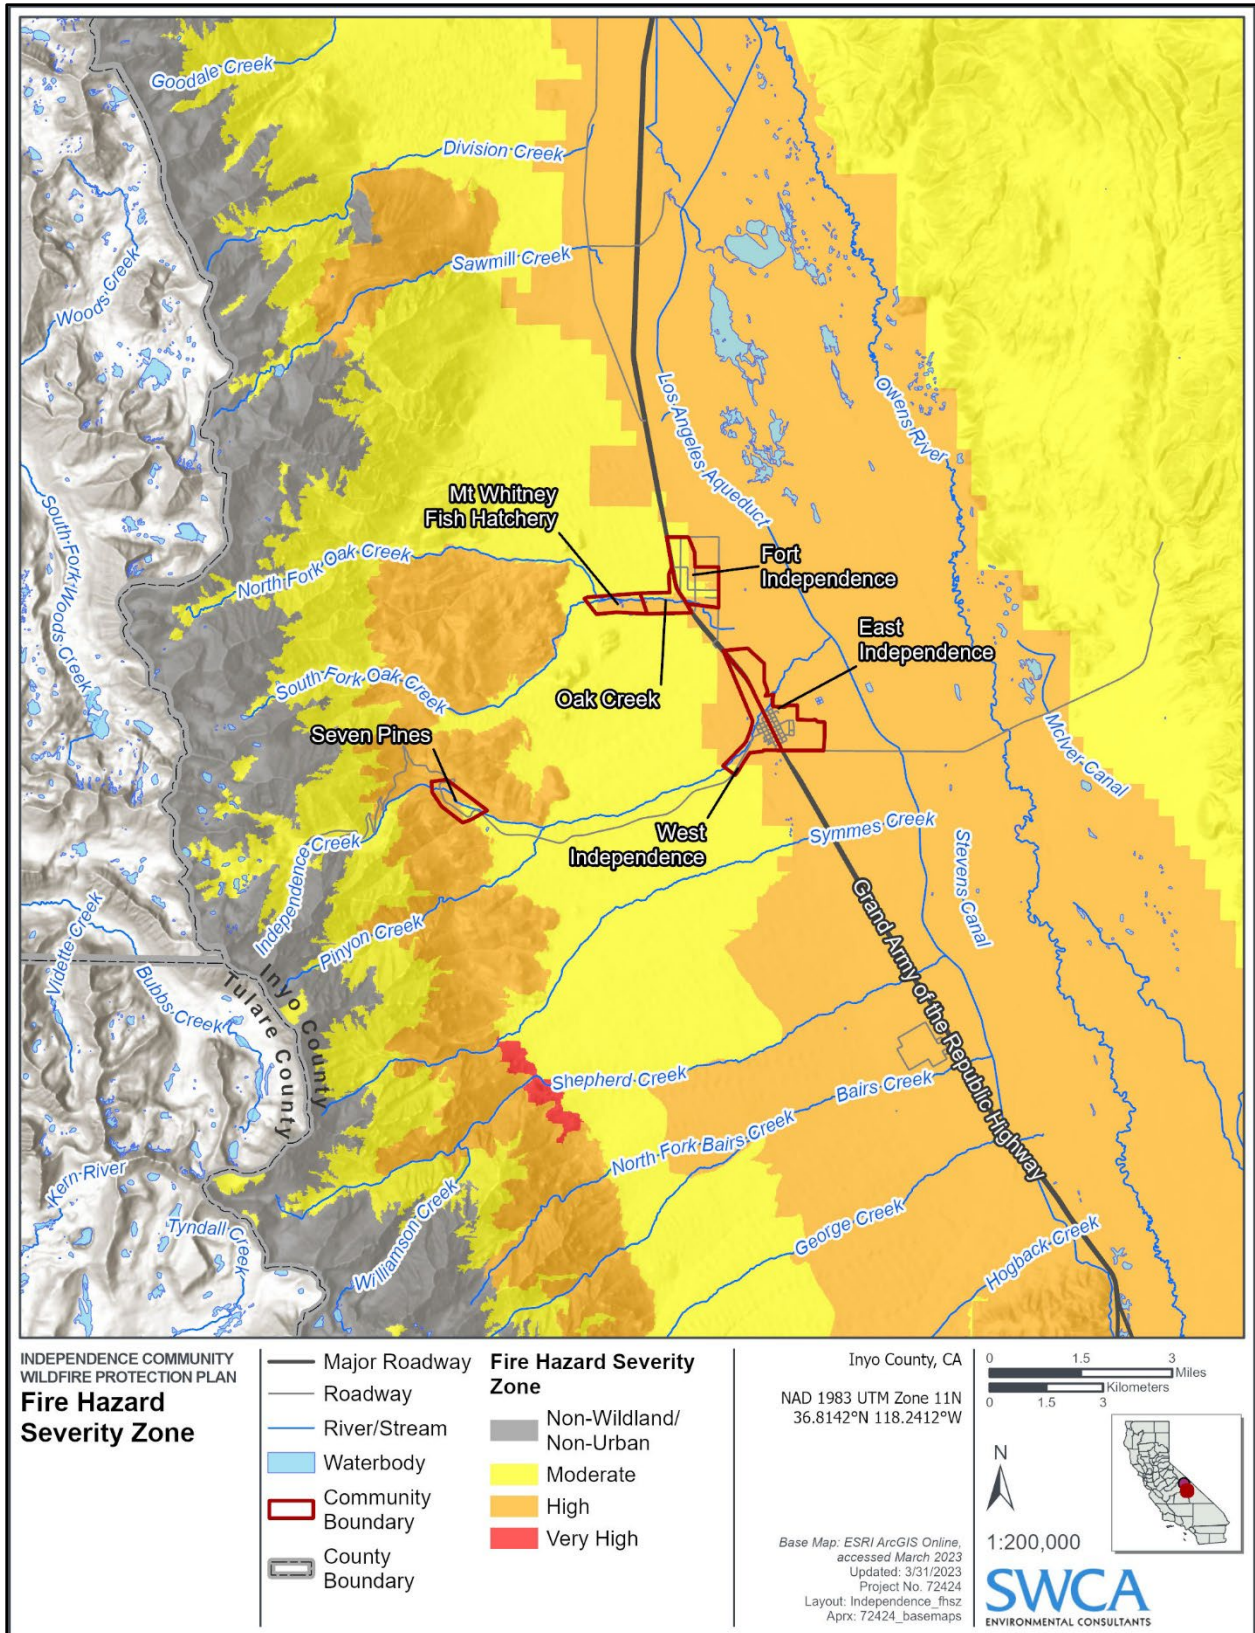 Goodale Creek
Division Creek
Sawmill Creek
Woods Creek
Owens River
Los Angeles Aqueduct
South Fork Woods Creek
Mt Whitney
Fish Hatchery
North Fork Oak Creek
Fort
Independence
East
Independence
South Fork Oak Creek
Oak Creek
Seven Pines
McIver Canal
West
Independence
Symmes Creek
Independence Creek
Stevens Canal
Grand Army of the Republic Highway
Vidette Creek
Pinyon Creek
Bubbs Creek
Inyo County
Tulare County
Shepherd Creek
Bairs Creek
North Fork Bairs Creek
Kern River
Tyndall Creek
Williamson Creek
George Creek
Hogback Creek
INDEPENDENCE COMMUNITY
WILDFIRE PROTECTION PLAN
Fire Hazard
Severity Zone
Major Roadway
Roadway
River/Stream
Waterbody
Community
Boundary
County
Boundary
Fire Hazard Severity
Zone
Non-Wildland/
Non-Urban
Moderate
High
Very High
Inyo County, CA
NAD 1983 UTM Zone 11N
36.8142°N 118.2412°W
Base Map: ESRI ArcGIS Online,
accessed March 2023
Updated: 3/31/2023
Project No. 72424
Layout: Independence_fhsz
Aprx: 72424_basemaps
0 1.5 3
Miles
Kilometers
0 1.5 3
N
1:200,000
SWCA
ENVIRONMENTAL CONSULTANTS